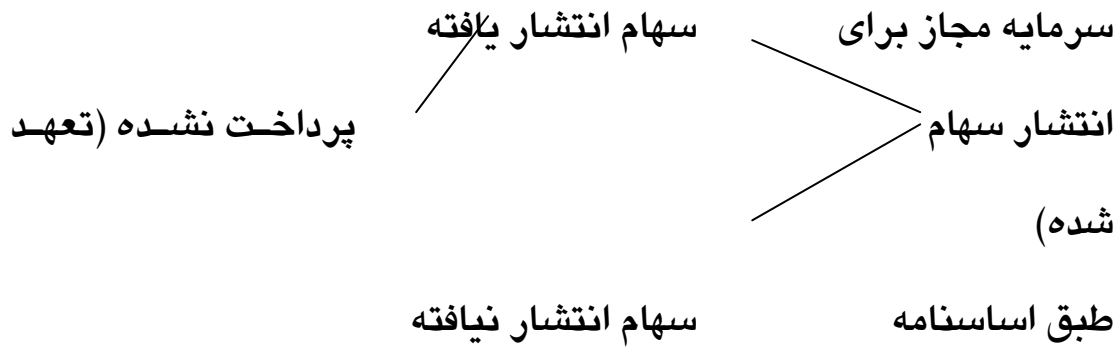 سرمایه مجاز برای سهام انتشار یافته
انتشار سهام پرداخت نشده (تعهد
شده)
طبق اساسنامه سهام انتشار نیافته